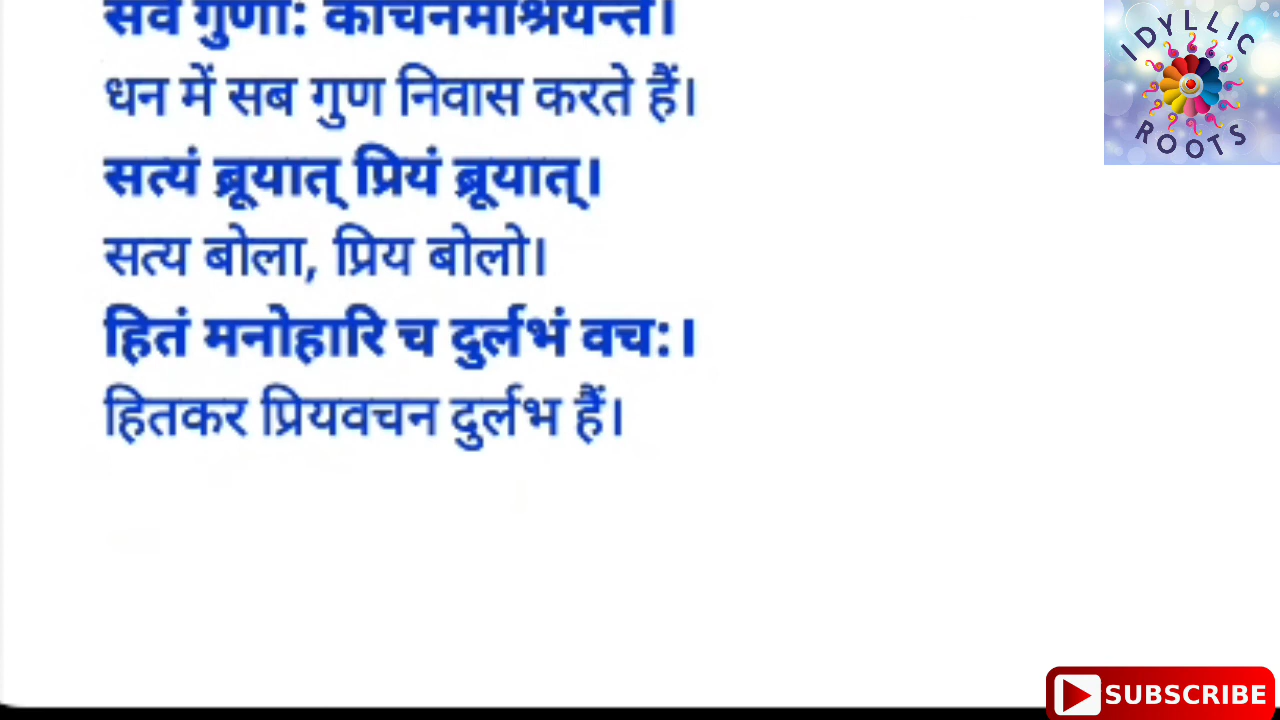 सर्वे गुणा: कांचनमाश्रयन्ते।
धन में सब गुण निवास करते हैं।
सत्यं ब्रूयात् प्रियं ब्रूयात्।
सत्य बोला, प्रिय बोलो।
हितं मनोहारि च दुर्लभं वच:।
हितकर प्रियवचन दुर्लभ हैं।
IDYLLIC
ROOTS
SUBSCRIBE